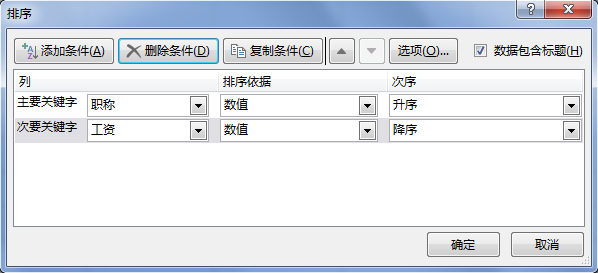 排序
添加条件(A) 删除条件(D) 复制条件(C) 选项(O)... 数据包含标题(H)
列 排序依据 次序
主要关键字 职称 数值 升序
次要关键字 工资 数值 降序
确定 取消